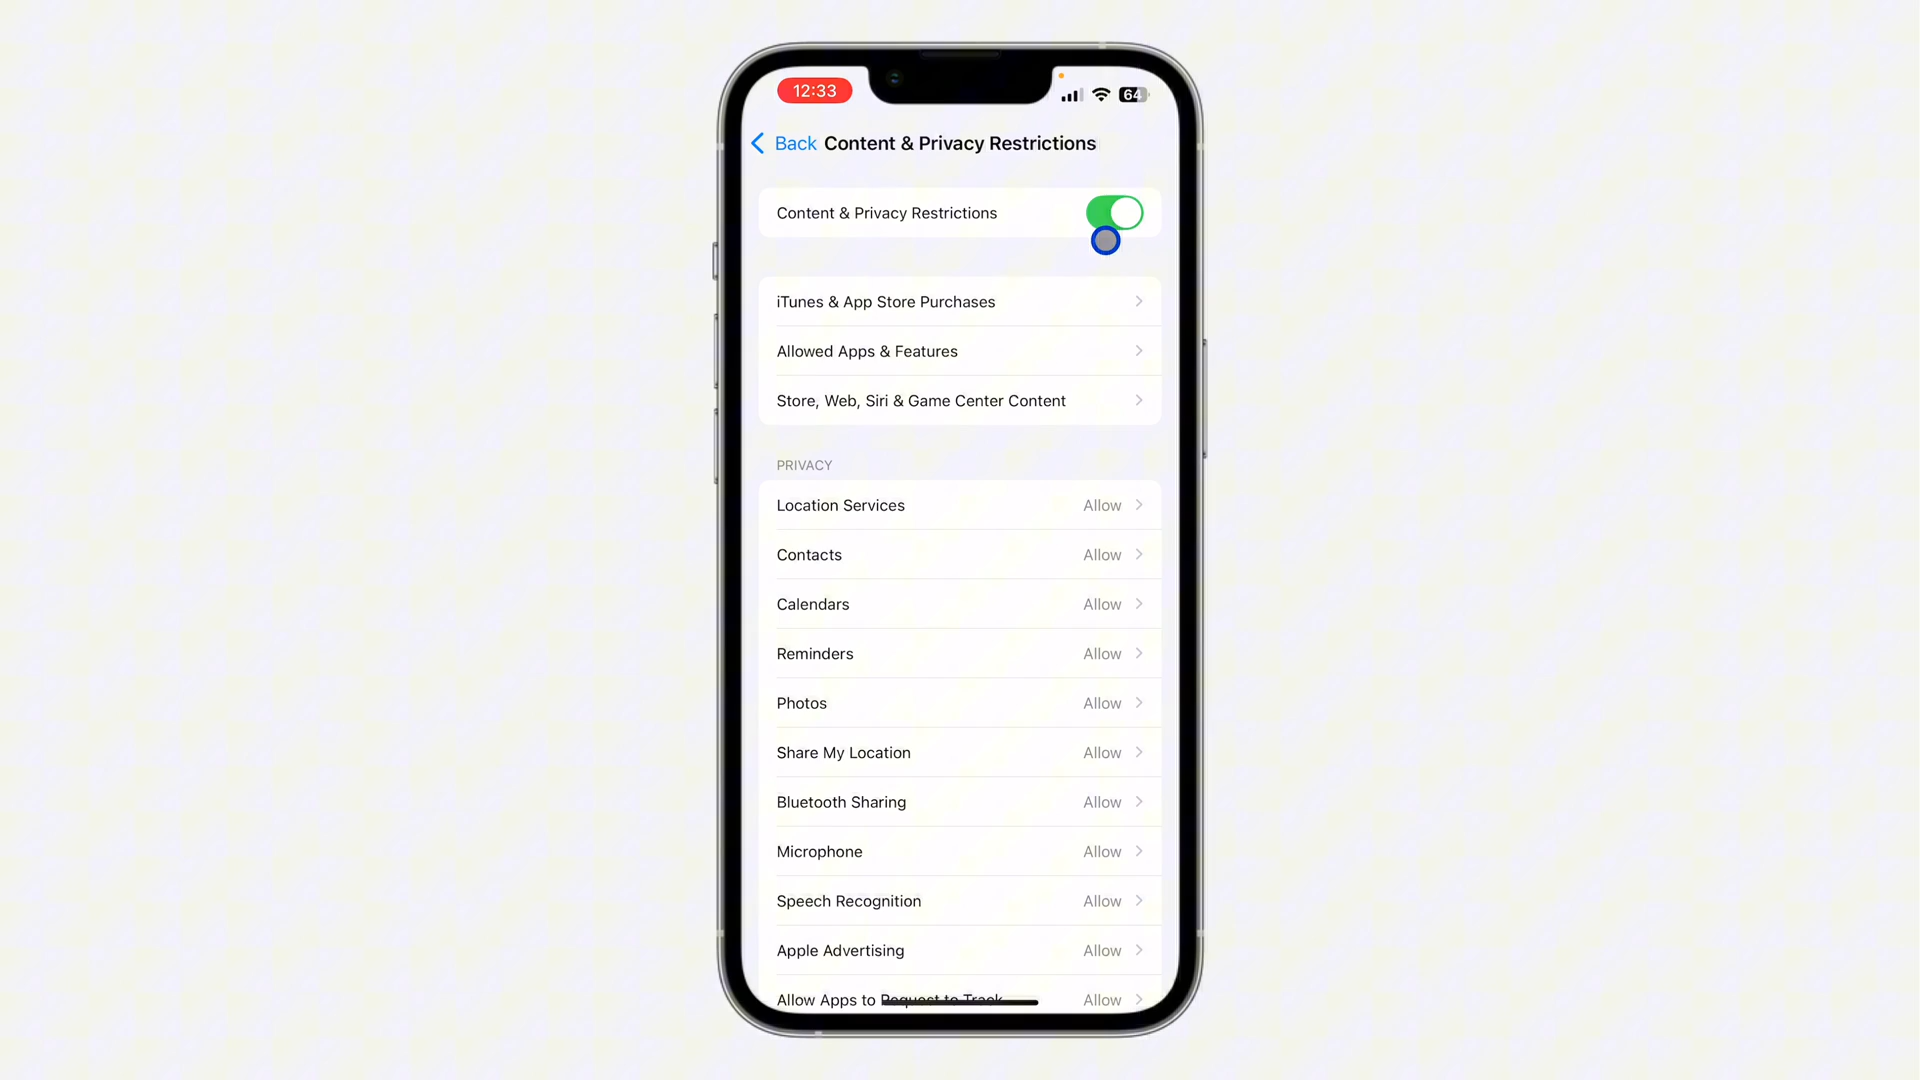 12:33
64
Back Content & Privacy Restrictions
Content & Privacy Restrictions
iTunes & App Store Purchases
Allowed Apps & Features
Store, Web, Siri & Game Center Content
PRIVACY
Location Services Allow
Contacts Allow
Calendars Allow
Reminders Allow
Photos Allow
Share My Location Allow
Bluetooth Sharing Allow
Microphone Allow
Speech Recognition Allow
Apple Advertising Allow
Allow Apps to Request to Track Allow